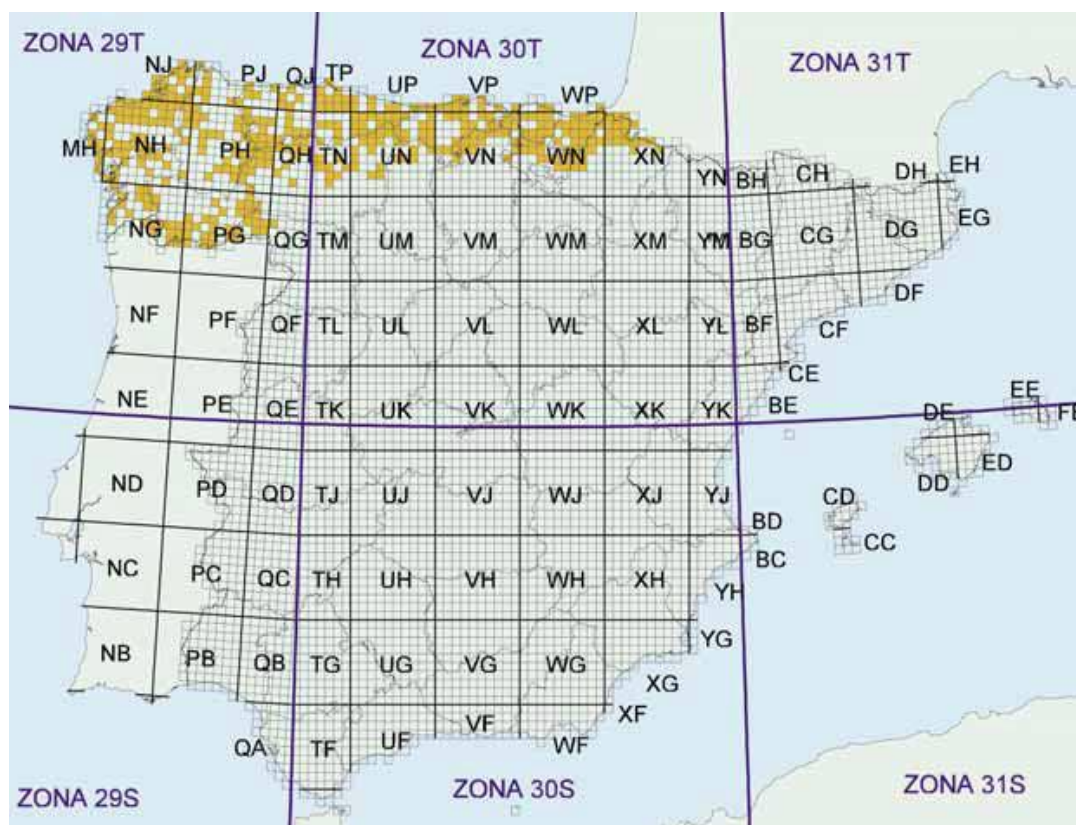 ZONA 29T
ZONA 30T
ZONA 31T
NJ
PJ
QJ
TP
UP
VP
WP
MH
NH
PH
QH
TN
UN
VN
WN
XN
YN
BH
CH
DH
EH
NG
PG
QG
TM
UM
VM
WM
XM
YM
BG
CG
DG
EG
NF
PF
QF
TL
UL
VL
WL
XL
YL
BF
CF
DF
NE
PE
QE
TK
UK
VK
WK
XK
YK
BE
CE
DE
EE
FE
ND
PD
QD
TJ
UJ
VJ
WJ
XJ
YJ
BD
CD
DD
ED
NC
PC
QC
TH
UH
VH
WH
XH
YH
BC
CC
NB
PB
QB
TG
UG
VG
WG
XG
YG
QA
TF
UF
VF
WF
XF
ZONA 29S
ZONA 30S
ZONA 31S